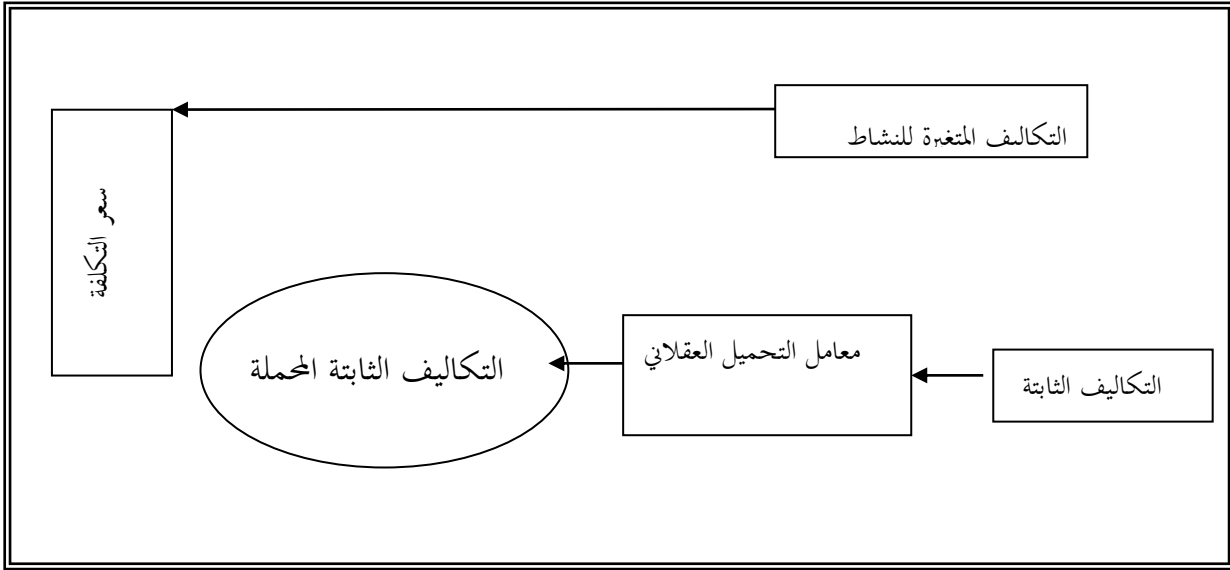 التكاليف المتغيرة للنشاط
سعر التكلفة
معامل التحميل العقلاني
التكاليف الثابتة المحملة
التكاليف الثابتة